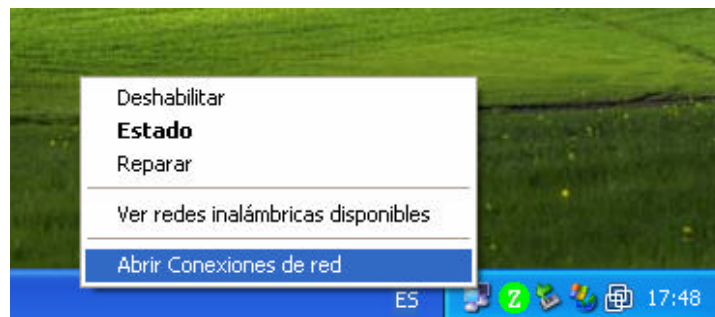 Deshabilitar
Estado
Reparar
Ver redes inalámbricas disponibles
Abrir Conexiones de red
ES Z 17:48